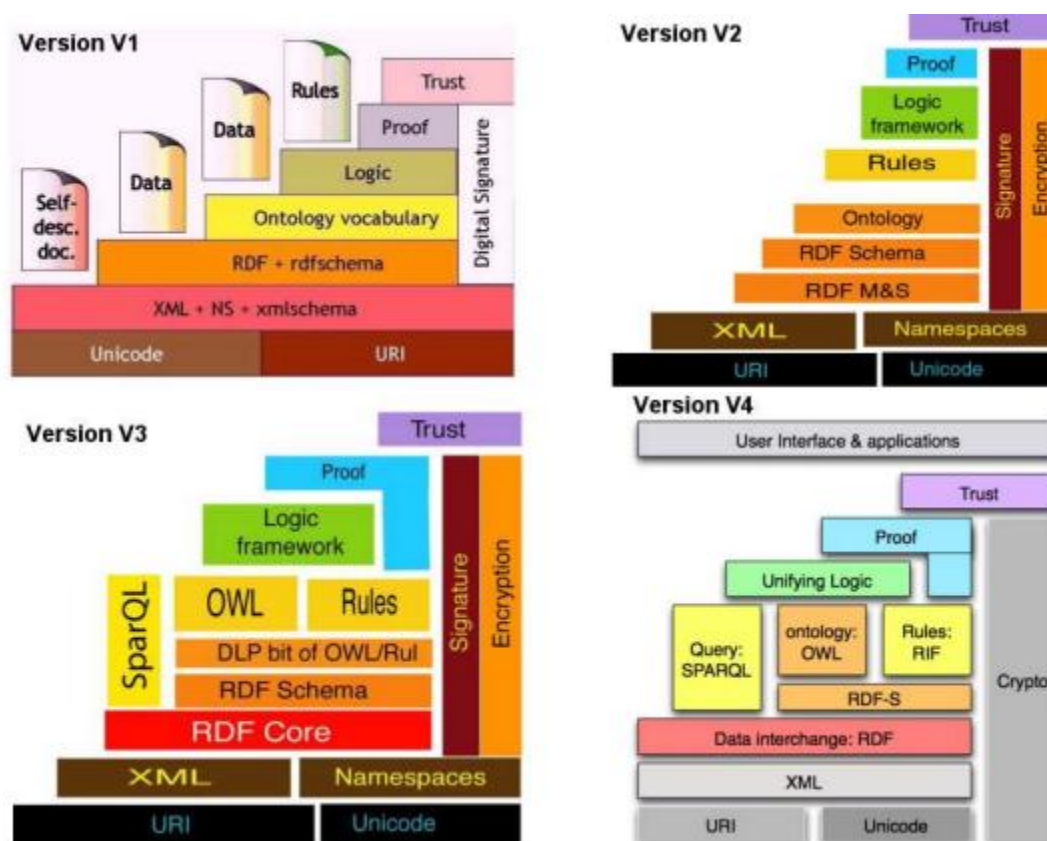 Version V1
Rules
Trust
Data
Proof
Data
Logic
Self-
desc.
doc.
Ontology vocabulary
Digital Signature
RDF + rdfschema
XML + NS + xmlschema
Unicode
URI
Version V2
Trust
Proof
Logic
framework
Rules
Signature
Encryption
Ontology
RDF Schema
RDF M&S
XML
Namespaces
URI
Unicode
Version V3
Trust
Proof
Logic
framework
SparQL
OWL
Rules
Signature
Encryption
DLP bit of OWL/Rul
RDF Schema
RDF Core
XML
Namespaces
URI
Unicode
Version V4
User Interface & applications
Trust
Proof
Unifying Logic
Query:
SPARQL
ontology:
OWL
Rules:
RIF
Crypto
RDF-S
Data interchange: RDF
XML
URI
Unicode